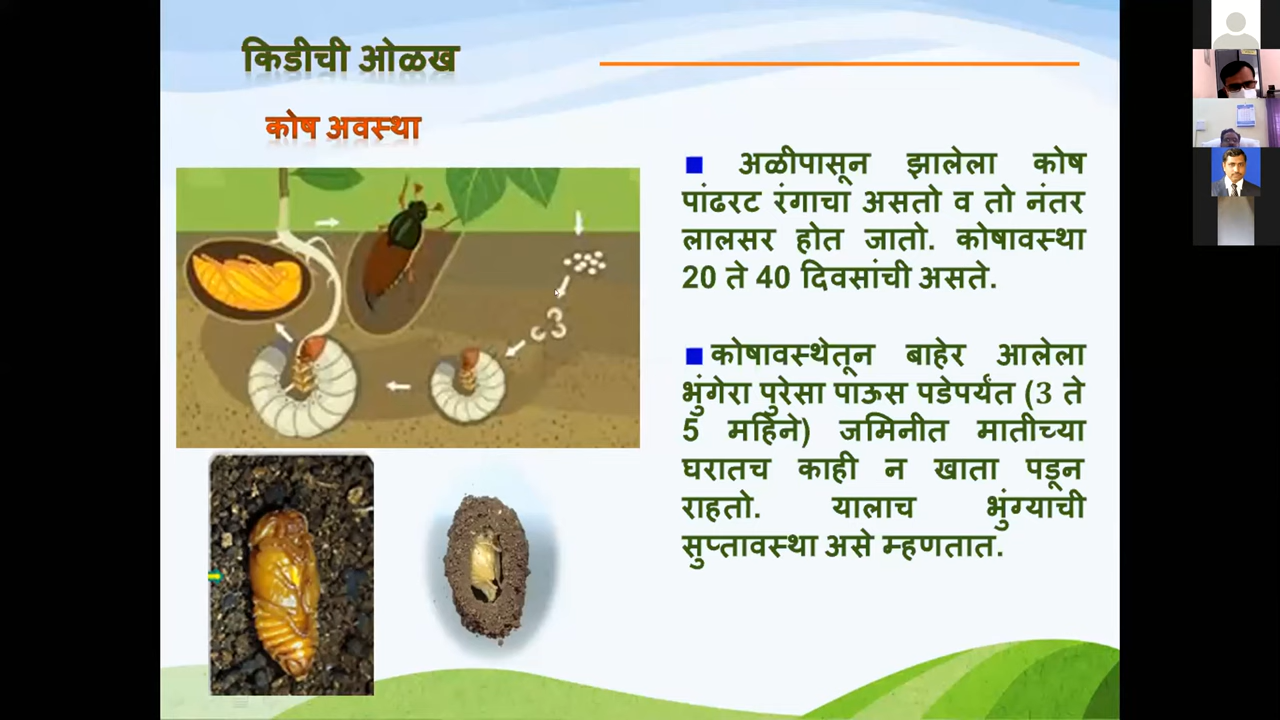 किडीची ओळख
कोष अवस्था
■ अळीपासून झालेला कोष
पांढरट रंगाचा असतो व तो नंतर
लालसर होत जातो. कोषावस्था
20 ते 40 दिवसांची असते.
■ कोषावस्थेतून बाहेर आलेला
भुंगेरा पुरेसा पाऊस पडेपर्यंत (3 ते
5 महिने) जमिनीत मातीच्या
घरातच काही न खाता पडून
राहतो. यालाच भुंग्याची
सुप्तावस्था असे म्हणतात.